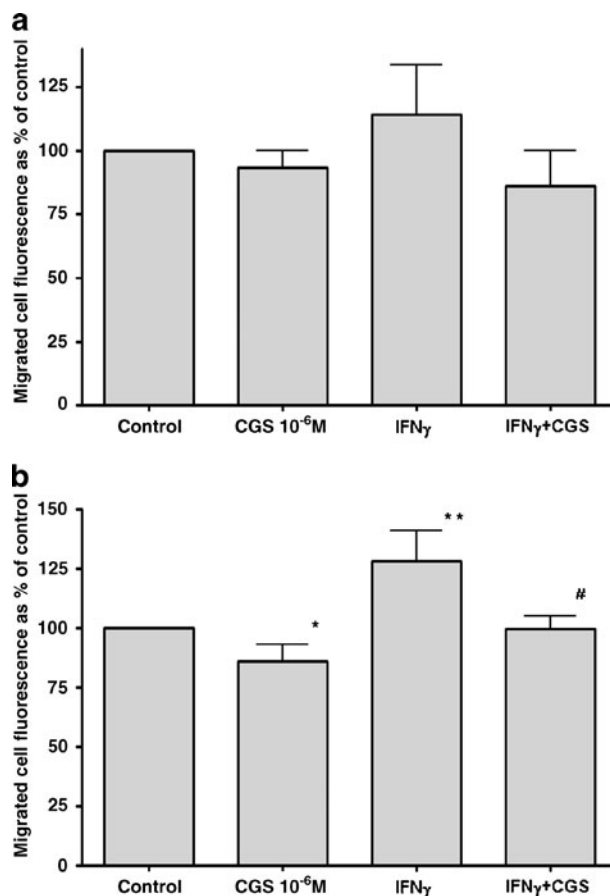 a
Migrated cell fluorescence as % of control
125
100
75
50
25
0
Control CGS 10⁻⁶M IFNγ IFNγ+CGS
b
Migrated cell fluorescence as % of control
150
125
100
75
50
25
0
*
**
#
Control CGS 10⁻⁶M IFNγ IFNγ+CGS